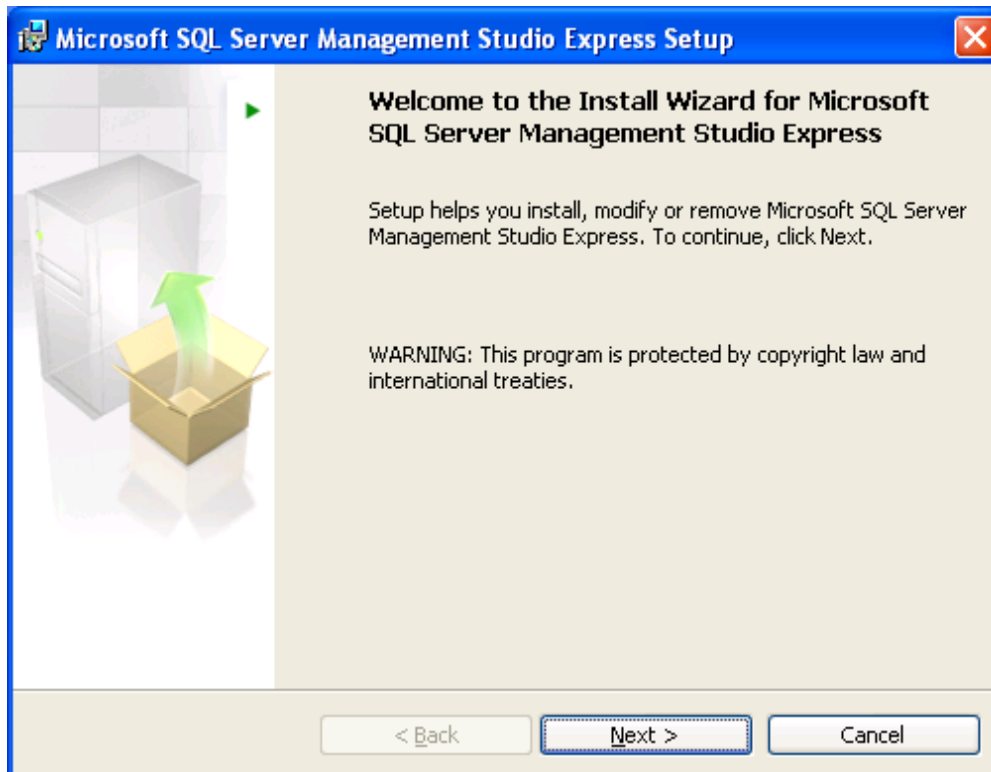 Microsoft SQL Server Management Studio Express Setup
Welcome to the Install Wizard for Microsoft
SQL Server Management Studio Express
Setup helps you install, modify or remove Microsoft SQL Server
Management Studio Express. To continue, click Next.
WARNING: This program is protected by copyright law and
international treaties.
< Back Next > Cancel